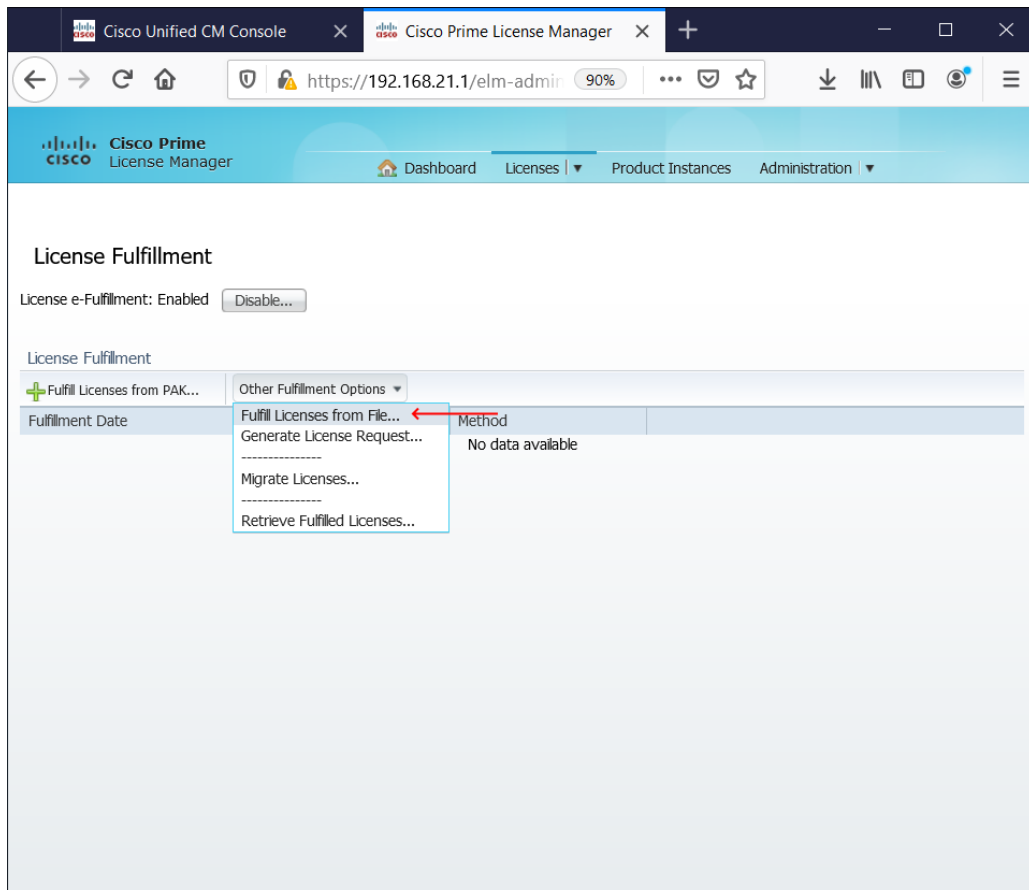 Cisco Unified CM Console
Cisco Prime License Manager
https://192.168.21.1/elm-admin 90%
Cisco Prime
CISCO License Manager
Dashboard Licenses Product Instances Administration
License Fulfillment
License e-Fulfillment: Enabled Disable...
License Fulfillment
Fulfill Licenses from PAK... Other Fulfillment Options
Fulfillment Date Method
Fulfill Licenses from File...
No data available
Generate License Request...
---------------
Migrate Licenses...
---------------
Retrieve Fulfilled Licenses...